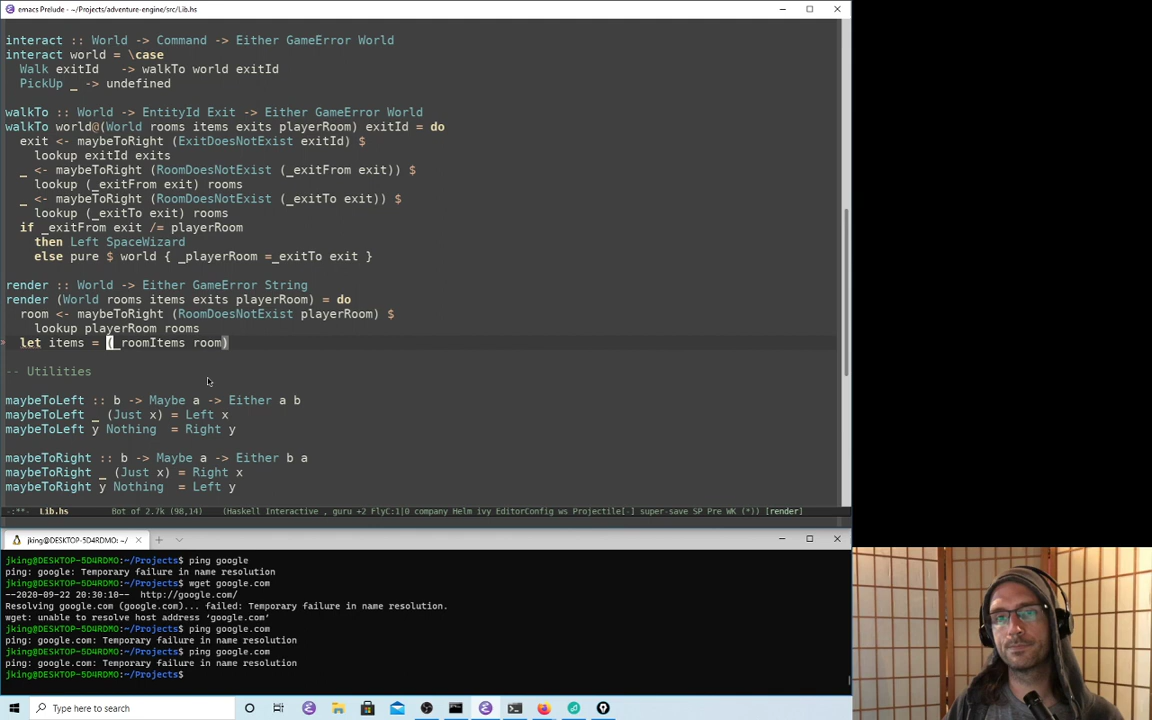 emacs Prelude - ~/Projects/adventure-engine/src/Lib.hs
interact :: World -> Command -> Either GameError World
interact world = \case
  Walk exitId   -> walkTo world exitId
  PickUp _ -> undefined
walkTo :: World -> EntityId Exit -> Either GameError World
walkTo world@(World rooms items exits playerRoom) exitId = do
  exit <- maybeToRight (ExitDoesNotExist exitId) $
    lookup exitId exits
  _ <- maybeToRight (RoomDoesNotExist (_exitFrom exit)) $
    lookup (_exitFrom exit) rooms
  _ <- maybeToRight (RoomDoesNotExist (_exitTo exit)) $
    lookup (_exitTo exit) rooms
  if _exitFrom exit /= playerRoom
    then Left SpaceWizard
    else pure $ world { _playerRoom =_exitTo exit }
render :: World -> Either GameError String
render (World rooms items exits playerRoom) = do
  room <- maybeToRight (RoomDoesNotExist playerRoom) $
    lookup playerRoom rooms
  let items = (_roomItems room)
-- Utilities
maybeToLeft :: b -> Maybe a -> Either a b
maybeToLeft _ (Just x) = Left x
maybeToLeft y Nothing  = Right y
maybeToRight :: b -> Maybe a -> Either b a
maybeToRight _ (Just x) = Right x
maybeToRight y Nothing  = Left y
-:**-  Lib.hs      Bot of 2.7k (98,14)     (Haskell Interactive , guru +2 FlyC:1|0 company Helm ivy EditorConfig ws Projectile[-] super-save SP Pre WK (*)) [render]
jking@DESKTOP-5D4RDMO: ~/
jking@DESKTOP-5D4RDMO:~/Projects$ ping google
ping: google: Temporary failure in name resolution
jking@DESKTOP-5D4RDMO:~/Projects$ wget google.com
--2020-09-22 20:30:10--  http://google.com/
Resolving google.com (google.com)... failed: Temporary failure in name resolution.
wget: unable to resolve host address ‘google.com’
jking@DESKTOP-5D4RDMO:~/Projects$ ping google.com
ping: google.com: Temporary failure in name resolution
jking@DESKTOP-5D4RDMO:~/Projects$ ping google.com
ping: google.com: Temporary failure in name resolution
jking@DESKTOP-5D4RDMO:~/Projects$
Type here to search